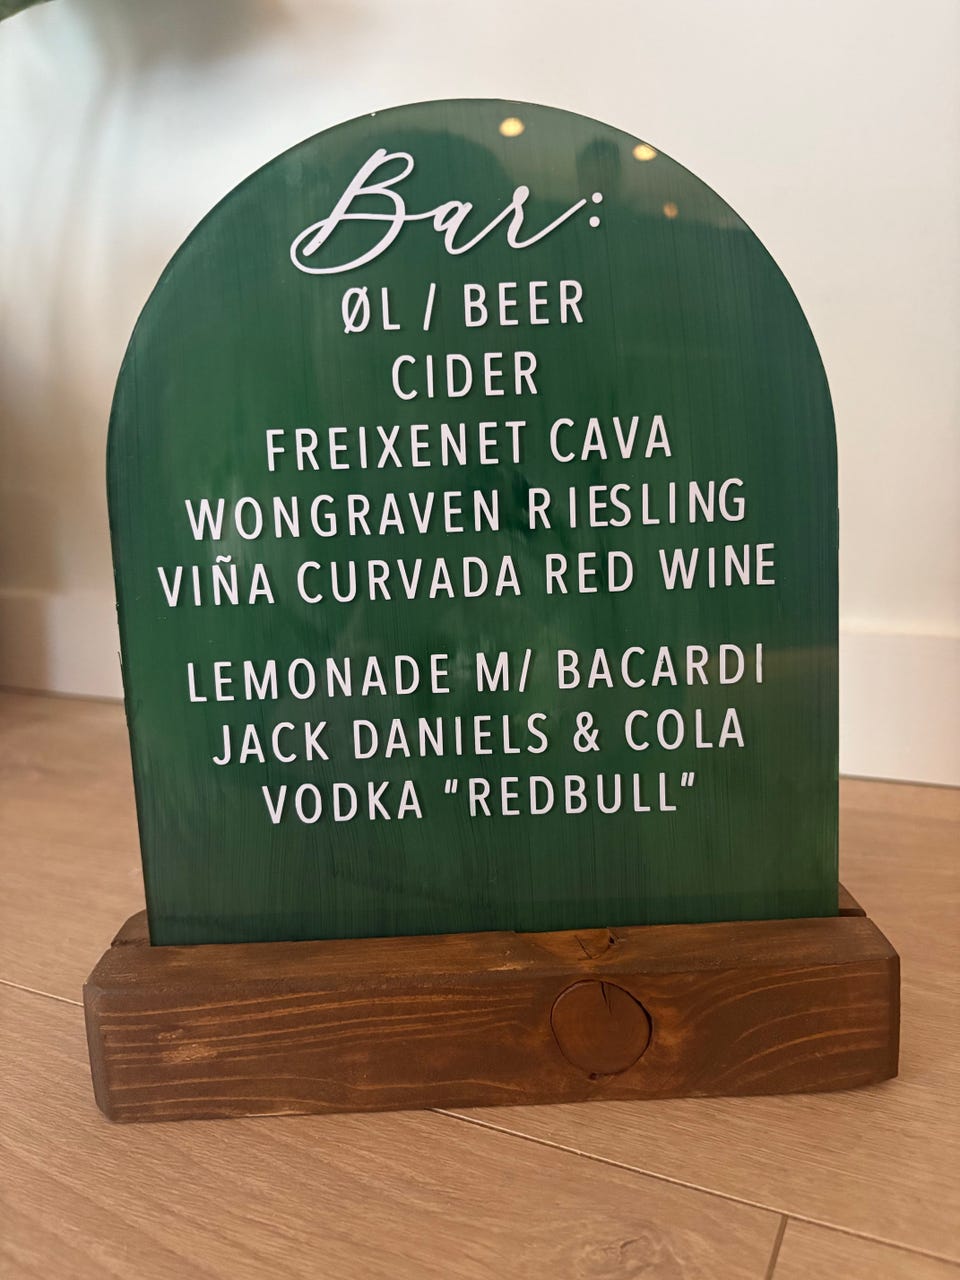 Bar:
ØL / BEER
CIDER
FREIXENET CAVA
WONGRAVEN RIESLING
VIÑA CURVADA RED WINE
LEMONADE M/ BACARDI
JACK DANIELS & COLA
VODKA "REDBULL"